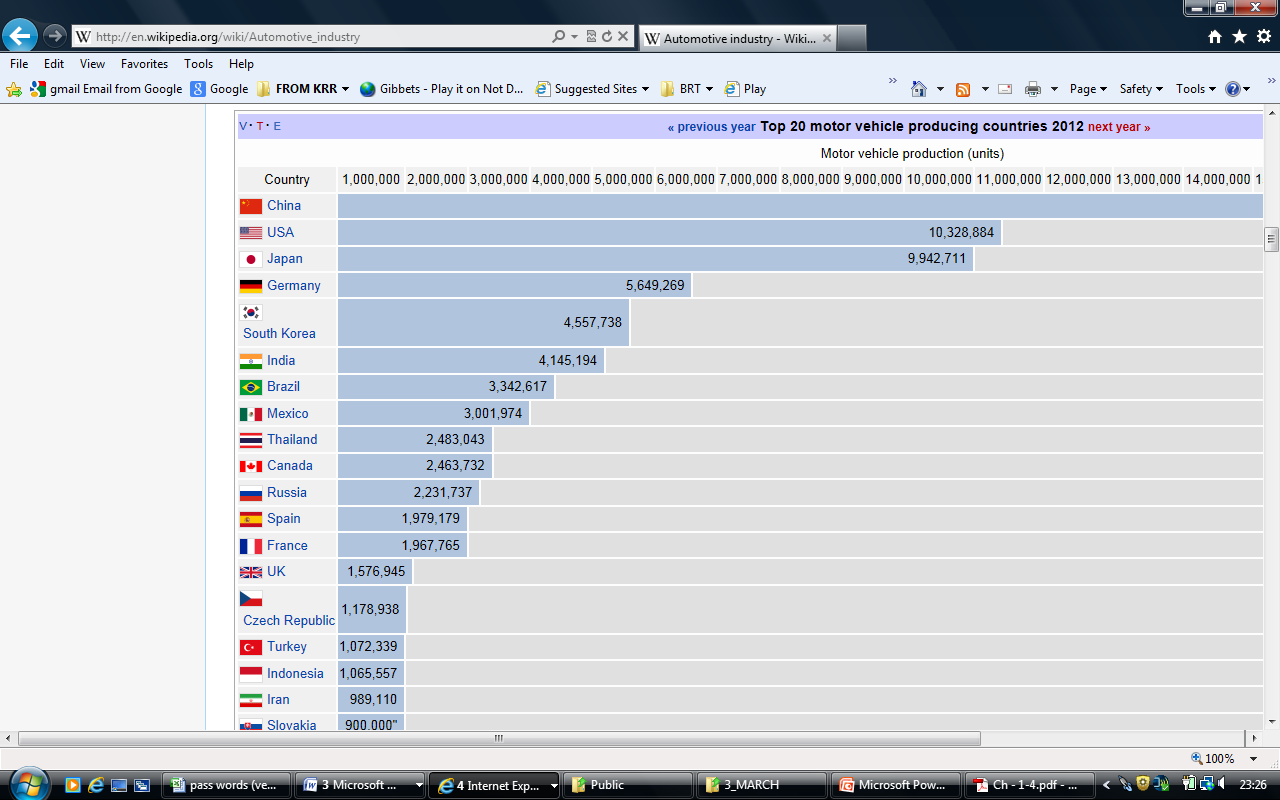 http://en.wikipedia.org/wiki/Automotive_industry
Automotive industry - Wiki...
File Edit View Favorites Tools Help
gmail Email from Google Google FROM KRR Gibbets - Play it on Not D... Suggested Sites BRT Play » Page Safety Tools »
V · T · E « previous year Top 20 motor vehicle producing countries 2012 next year »
Motor vehicle production (units)
Country 1,000,000 2,000,000 3,000,000 4,000,000 5,000,000 6,000,000 7,000,000 8,000,000 9,000,000 10,000,000 11,000,000 12,000,000 13,000,000 14,000,000 1
China
USA 10,328,884
Japan 9,942,711
Germany 5,649,269
South Korea 4,557,738
India 4,145,194
Brazil 3,342,617
Mexico 3,001,974
Thailand 2,483,043
Canada 2,463,732
Russia 2,231,737
Spain 1,979,179
France 1,967,765
UK 1,576,945
Czech Republic 1,178,938
Turkey 1,072,339
Indonesia 1,065,557
Iran 989,110
Slovakia 900,000"
100%
pass words (ve... 3 Microsoft ... 4 Internet Exp... Public 3_MARCH Microsoft Pow... Ch - 1-4.pdf - ... 23:26